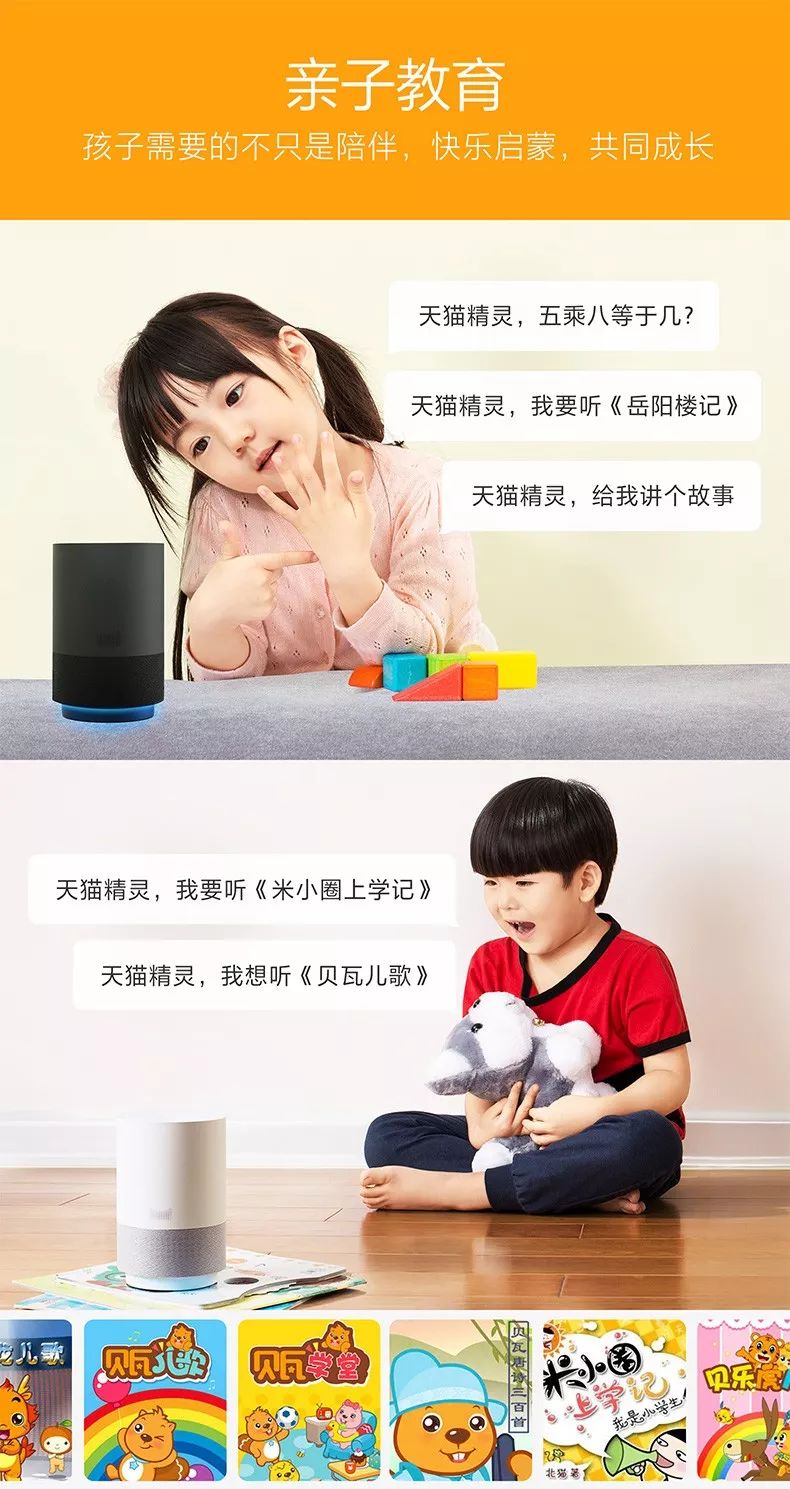 亲子教育
孩子需要的不只是陪伴，快乐启蒙，共同成长
天猫精灵，五乘八等于几?
天猫精灵，我要听《岳阳楼记》
天猫精灵，给我讲个故事
天猫精灵，我要听《米小圈上学记》
天猫精灵，我想听《贝瓦儿歌》
儿歌
贝瓦儿歌
贝瓦学堂
贝瓦唐诗三百首
米小圈
上学记
我是小学生
北猫 著
贝乐虎